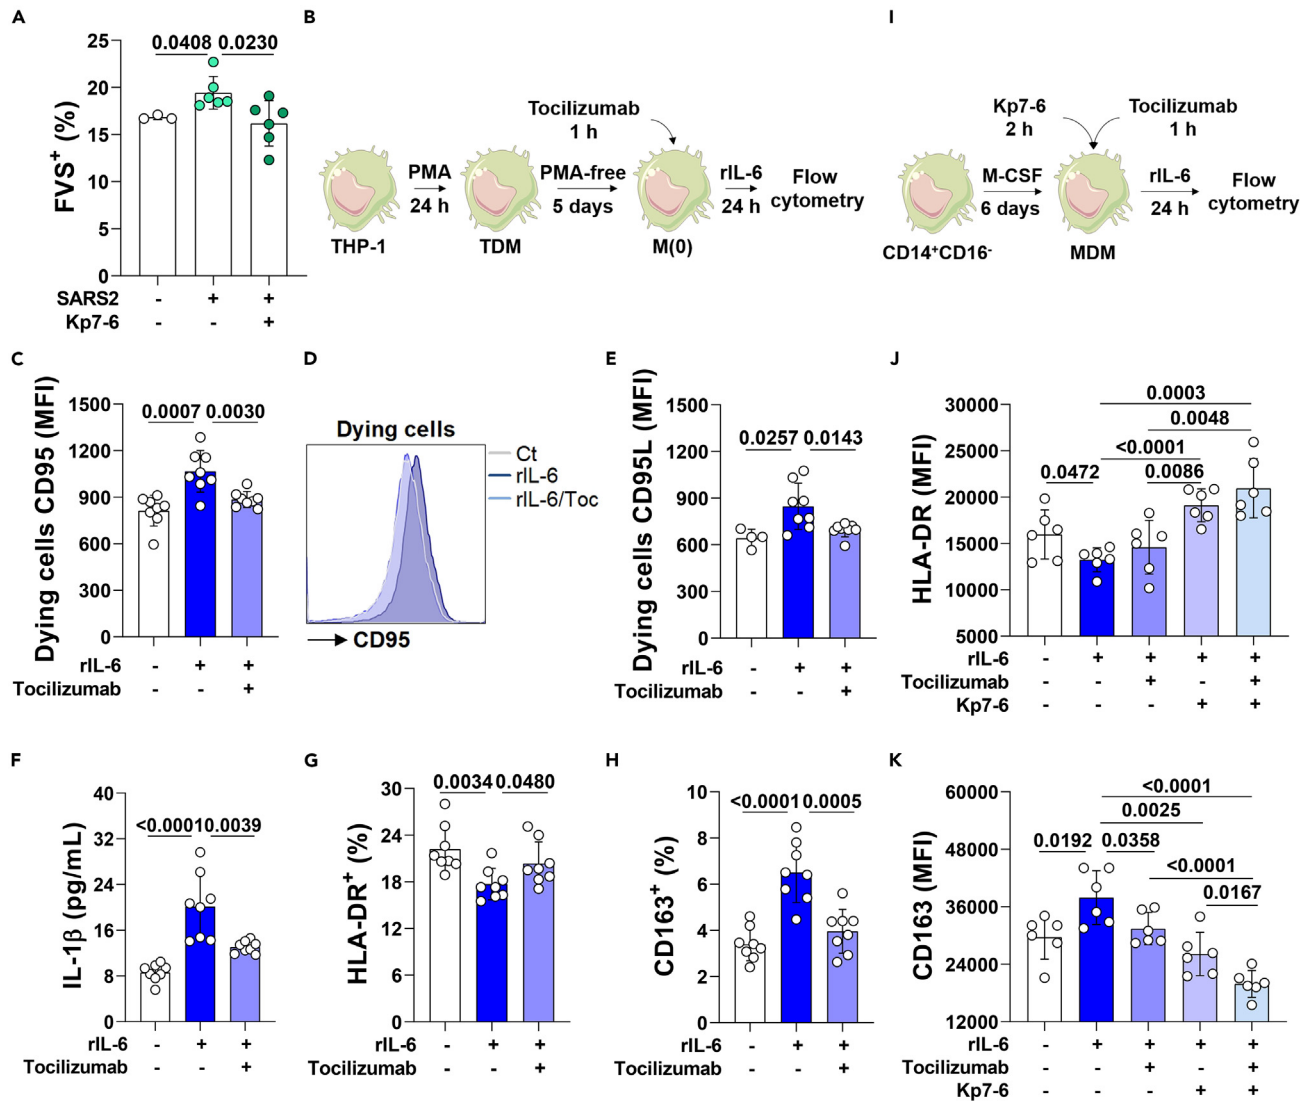 A
FVS+ (%)
25
20
15
10
5
0
0.0408 0.0230
SARS2 - + +
Kp7-6 - - +
B
Tocilizumab
1 h
PMA
24 h
PMA-free
5 days
rIL-6
24 h
Flow
cytometry
THP-1
TDM
M(0)
I
Kp7-6
2 h
Tocilizumab
1 h
M-CSF
6 days
rIL-6
24 h
Flow
cytometry
CD14+CD16-
MDM
C
Dying cells CD95 (MFI)
1500
1200
900
600
300
0
0.0007 0.0030
rIL-6 - + +
Tocilizumab - - +
D
Dying cells
Ct
rIL-6
rIL-6/Toc
CD95
E
Dying cells CD95L (MFI)
1500
1200
900
600
300
0
0.0257 0.0143
rIL-6 - + +
Tocilizumab - - +
J
HLA-DR (MFI)
30000
25000
20000
15000
10000
5000
0.0003
0.0048
<0.0001
0.0472 0.0086
rIL-6 - + + + +
Tocilizumab - - + - +
Kp7-6 - - - + +
F
IL-1β (pg/mL)
40
32
24
16
8
0
<0.0001 0.0039
rIL-6 - + +
Tocilizumab - - +
G
HLA-DR+ (%)
30
24
18
12
6
0
0.0034 0.0480
rIL-6 - + +
Tocilizumab - - +
H
CD163+ (%)
10
8
6
4
2
0
<0.0001 0.0005
rIL-6 - + +
Tocilizumab - - +
K
CD163 (MFI)
60000
48000
36000
24000
12000
<0.0001
0.0025
0.0192 0.0358
<0.0001
0.0167
rIL-6 - + + + +
Tocilizumab - - + - +
Kp7-6 - - - + +